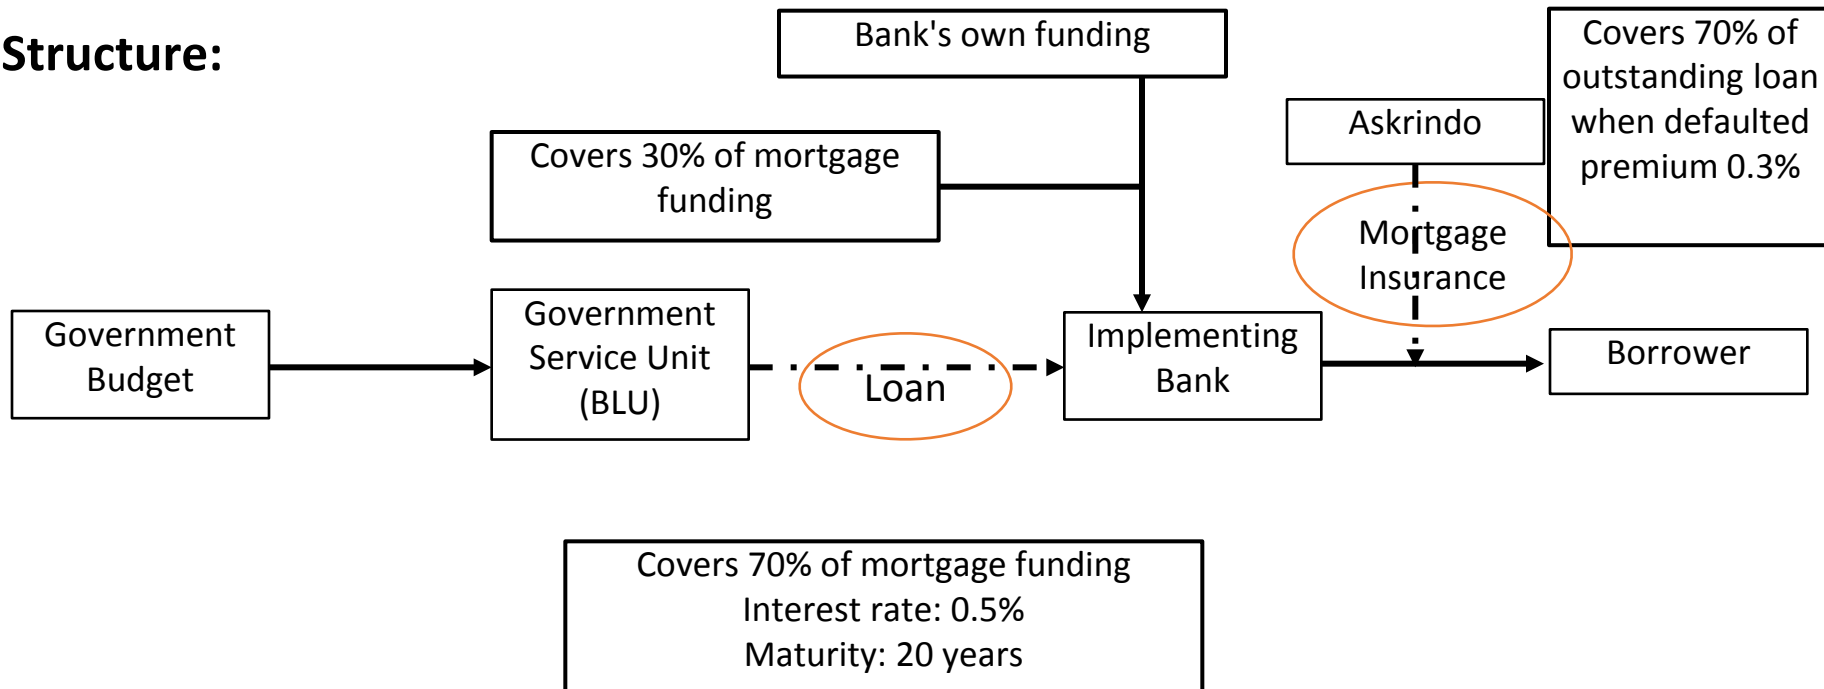 Structure:
Bank's own funding
Covers 70% of
outstanding loan
when defaulted
premium 0.3%
Askrindo
Covers 30% of mortgage
funding
Mortgage
Insurance
Government
Budget
Government
Service Unit
(BLU)
Loan
Implementing
Bank
Borrower
Covers 70% of mortgage funding
Interest rate: 0.5%
Maturity: 20 years